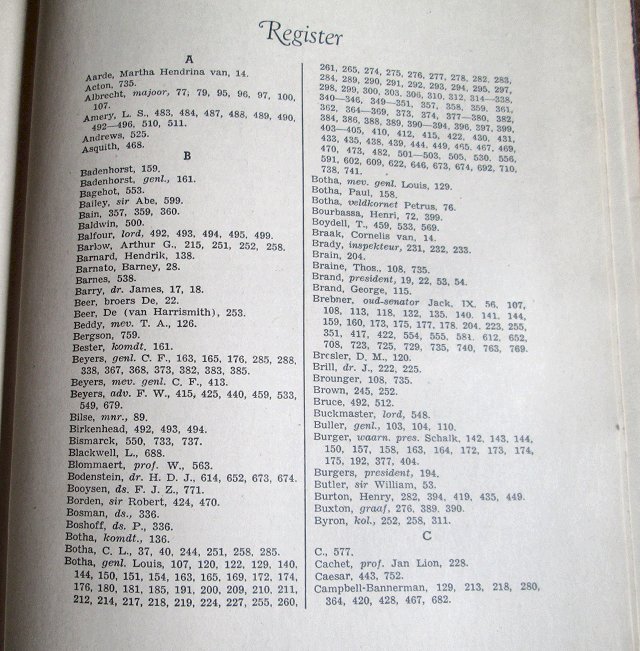 Register
A
Aarde, Martha Hendrina van, 14.
Acton, 735.
Albrecht, majoor, 77, 79, 95, 96, 97, 100,
107.
Amery, L. S., 483, 484, 487, 488, 489, 490,
492—496, 510, 511.
Andrews, 525.
Asquith, 468.
B
Badenhorst, 159.
Badenhorst, genl., 161.
Bagehot, 553.
Bailey, sir Abe, 599.
Bain, 357, 359, 360.
Baldwin, 500.
Balfour, lord, 492, 493, 494, 495, 499.
Barlow, Arthur G., 215, 251, 252, 258.
Barnard, Hendrik, 138.
Barnato, Barney, 28.
Barnes, 538.
Barry, dr. James, 17, 18.
Beer, broers De, 22.
Beer, De (van Harrismith), 253.
Beddy, mev. T. A., 126.
Bergson, 759.
Bester, komdt., 161.
Beyers, genl. C. F., 163, 165, 176, 285, 288,
338, 367, 368, 373, 382, 383, 385.
Beyers, mev. genl. C. F., 413.
Beyers, adv. F. W., 415, 425, 440, 459, 533,
549, 679.
Bilse, mnr., 89.
Birkenhead, 492, 493, 494.
Bismarck, 550, 733, 737.
Blackwell, L., 688.
Blommaert, prof. W., 563.
Bodenstein, dr. H. D. J., 614, 652, 673, 674.
Booysen, ds. F. J. Z., 771.
Borden, sir Robert, 424, 470.
Bosman, ds., 336.
Boshoff, ds. P., 336.
Botha, komdt., 136.
Botha, C. L., 37, 40, 244, 251, 258, 285.
Botha, genl. Louis, 107, 120, 122, 129, 140,
144, 150, 151, 154, 163, 165, 169, 172, 174,
176, 180, 181, 185, 191, 200, 209, 210, 211,
212, 214, 217, 218, 219, 224, 227, 255, 260,
261, 265, 274, 275, 276, 277, 278, 282, 283,
284, 289, 290, 291, 292, 293, 294, 295, 297,
298, 299, 300, 303, 306, 310, 312, 314—338,
340—346, 349—351, 357, 358, 359, 361,
362, 364—369, 373, 374, 377—380, 382,
384, 386, 388, 389, 390—394, 396, 397, 399,
403—405, 410, 412, 415, 422, 430, 431,
433, 435, 438, 439, 444, 449, 465, 467, 469,
470, 473, 482, 501—503, 505, 530, 556,
591, 602, 609, 622, 646, 673, 674, 692, 710,
738, 741.
Botha, mev. genl. Louis, 129.
Botha, Paul, 158.
Botha, veldkornet Petrus, 76.
Bourbassa, Henri, 72, 399.
Boydell, T., 459, 533, 569.
Braak, Cornelis van, 14.
Brady, inspekteur, 231, 232, 233.
Brain, 204.
Braine, Thos., 108, 735.
Brand, president, 19, 22, 53, 54.
Brand, George, 115.
Brebner, oud-senator Jack, IX. 56, 107,
108, 113, 118, 132, 135, 140, 141, 144,
159, 160, 173, 175, 177, 178, 204, 223, 255,
351, 417, 422, 554, 555, 581, 612, 652,
708, 723, 725, 729, 735, 740, 763, 769.
Bresler, D. M., 120.
Brill, dr. J., 222, 225.
Brounger, 108, 735.
Brown, 245, 252.
Bruce, 492, 512.
Buckmaster, lord, 548.
Buller, genl., 103, 104, 110.
Burger, waarn. pres. Schalk, 142, 143, 144,
150, 157, 158, 163, 164, 172, 173, 174,
175, 192, 377, 404.
Burgers, president, 194.
Butler, sir William, 53.
Burton, Henry, 282, 394, 419, 435, 449.
Buxton, graaf, 276, 389, 390.
Byron, kol., 252, 258, 311.
C
C., 577.
Cachet, prof. Jan Lion, 228.
Caesar, 443, 752.
Campbell-Bannerman, 129, 213, 218, 280,
364, 420, 428, 467, 682.